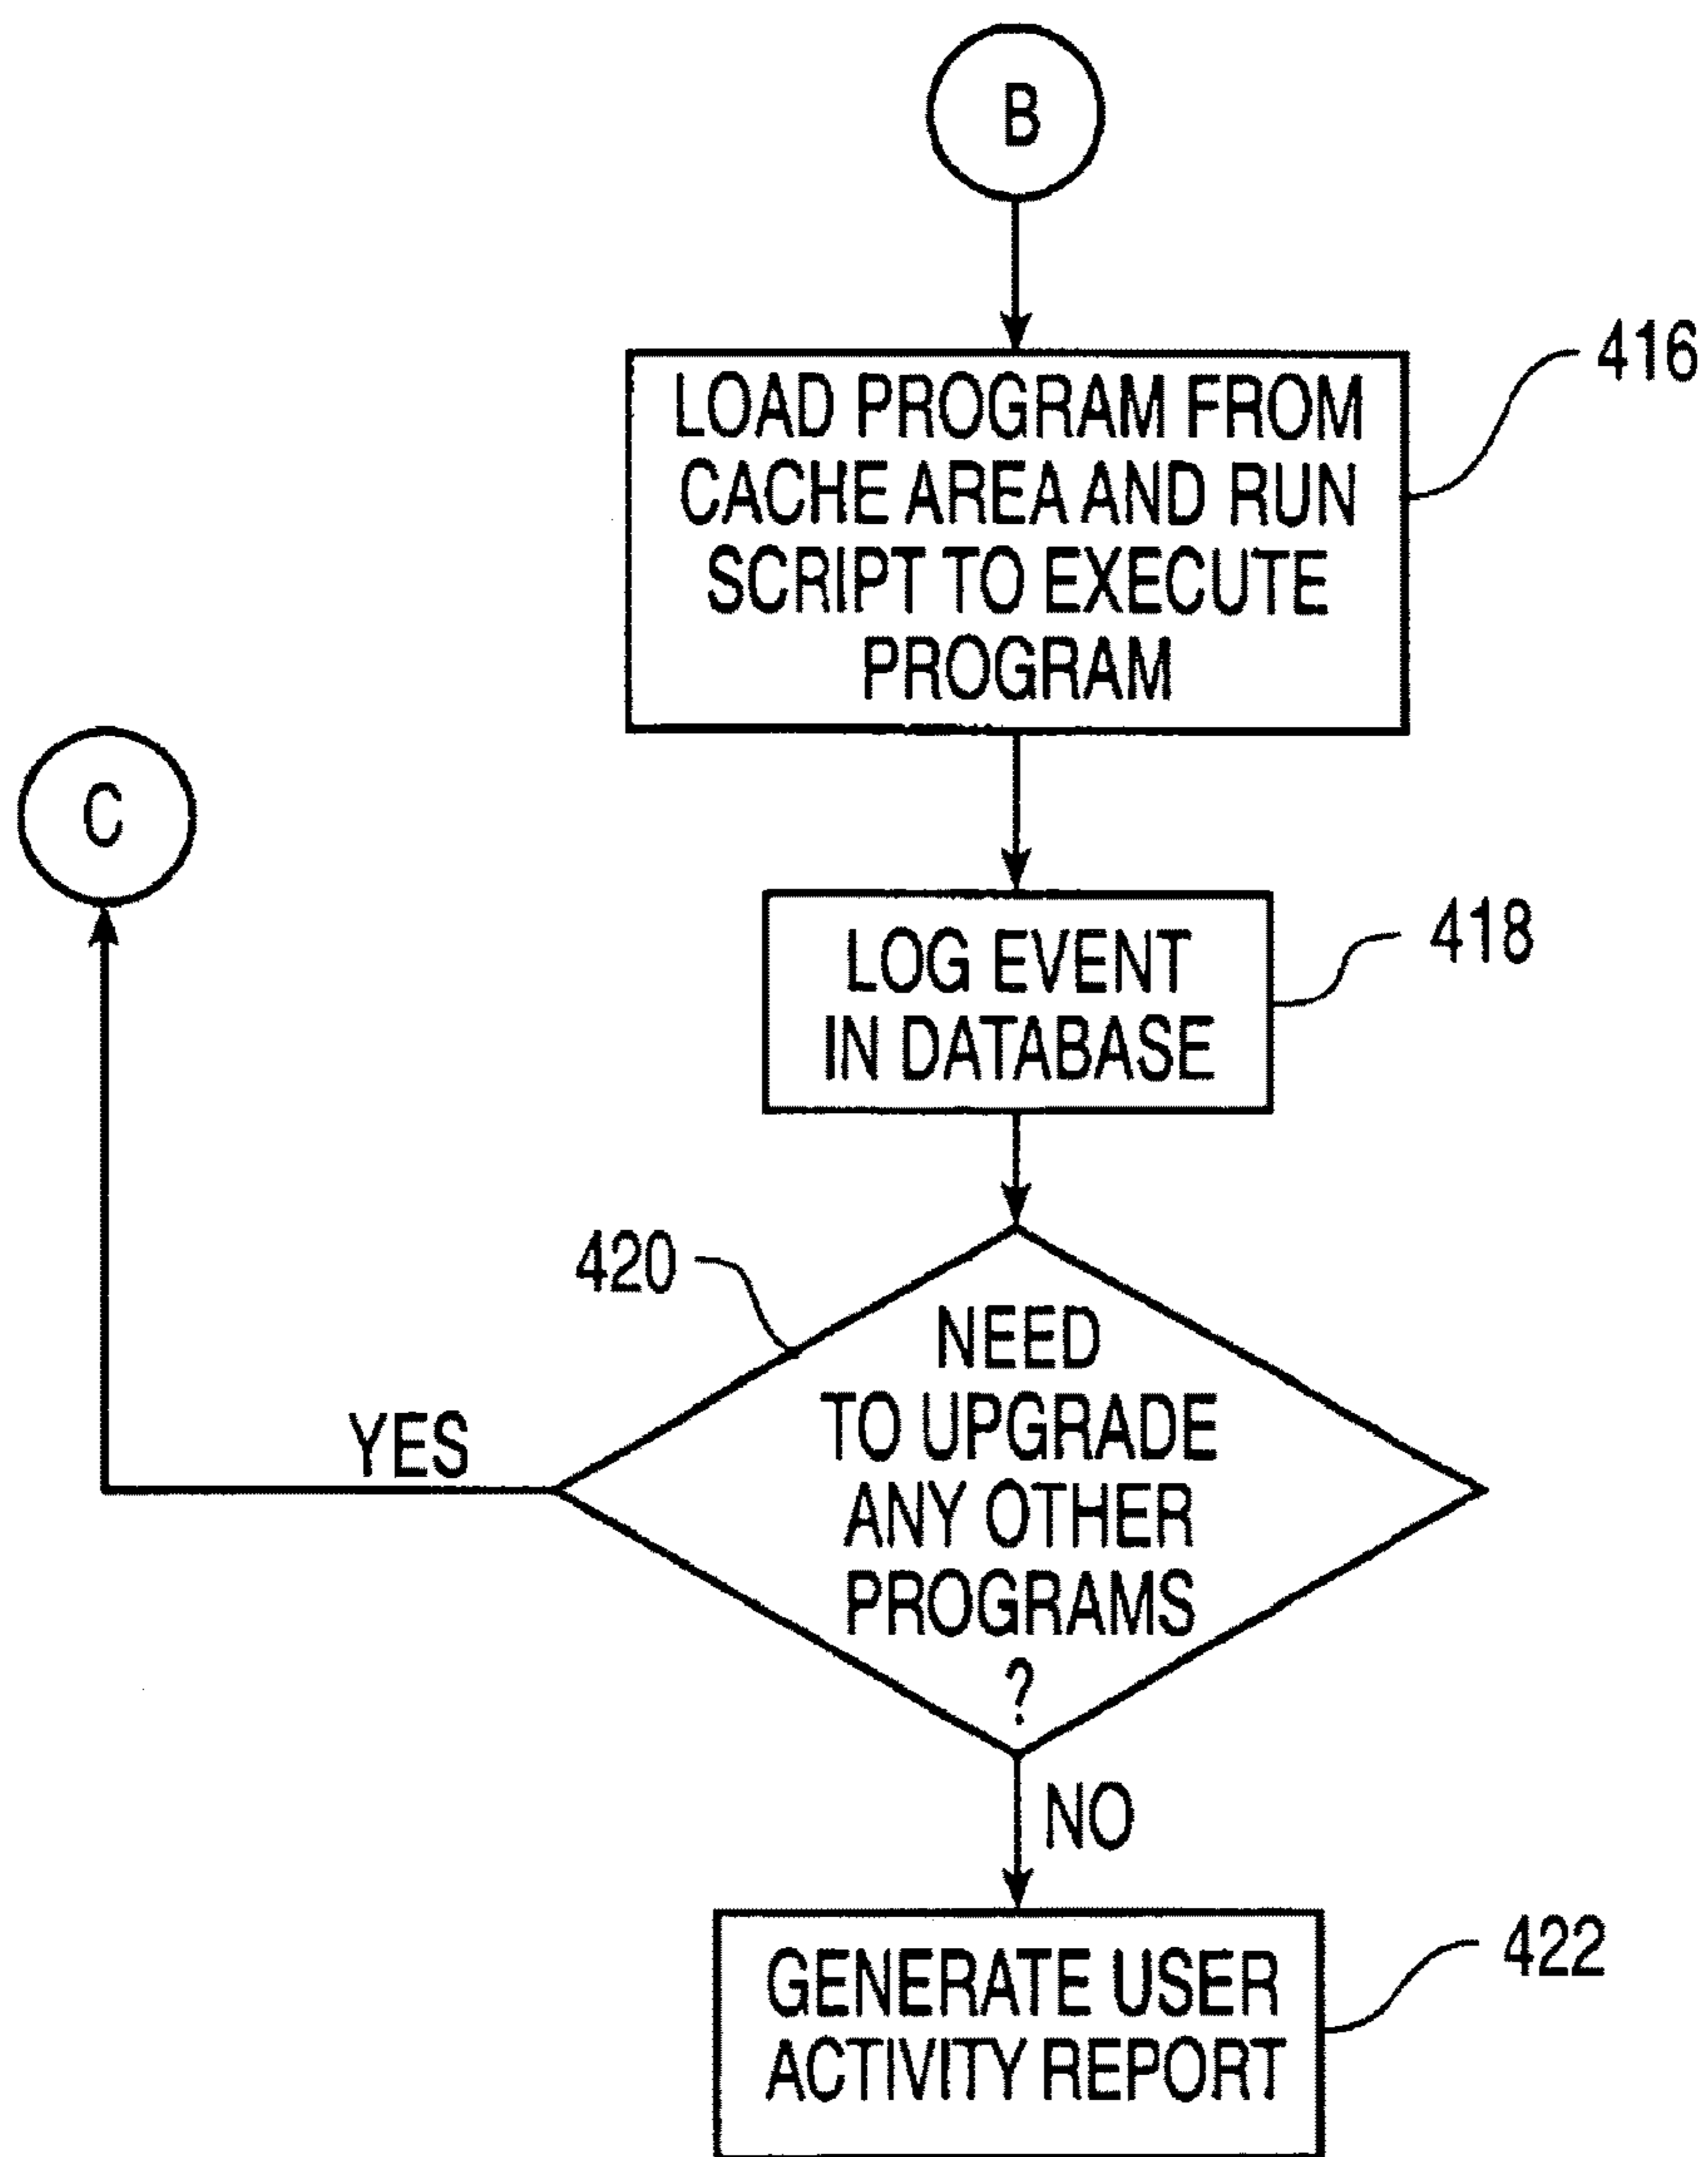 B
LOAD PROGRAM FROM
CACHE AREA AND RUN
SCRIPT TO EXECUTE
PROGRAM
416
C
LOG EVENT
IN DATABASE
418
420
NEED
TO UPGRADE
ANY OTHER
PROGRAMS
?
YES
NO
GENERATE USER
ACTIVITY REPORT
422